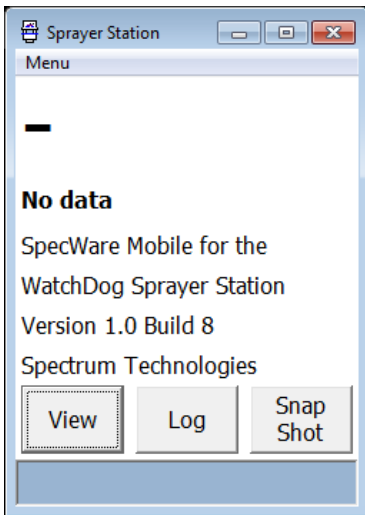 Sprayer Station
Menu
–
No data
SpecWare Mobile for the
WatchDog Sprayer Station
Version 1.0 Build 8
Spectrum Technologies
View
Log
Snap
Shot